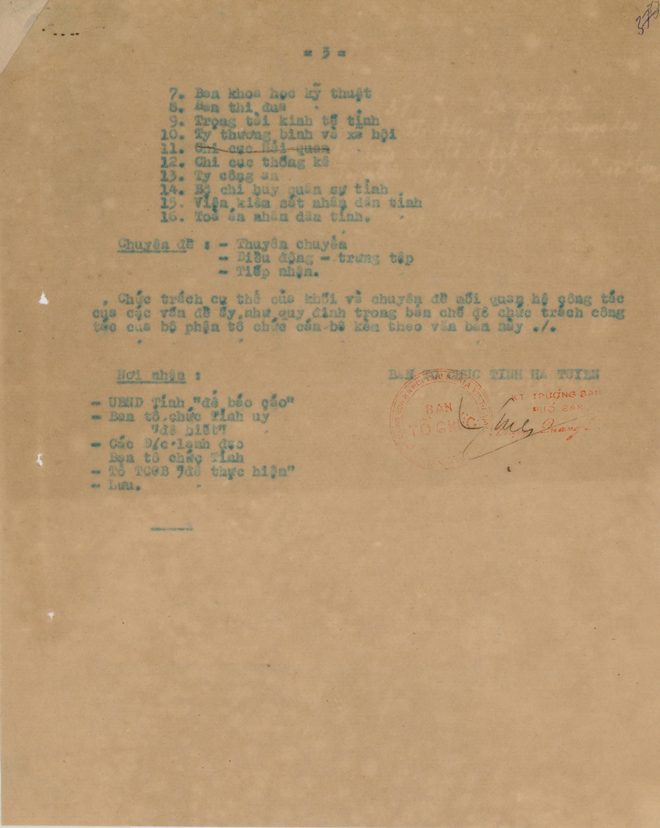 = 5 =
7. Ban khoa học kỹ thuật
8. Ban thi đua
9. Trọng tài kinh tế tỉnh
10. Ty thương binh và xã hội
11. Chi cục Hải quan
12. Chi cục thống kê
13. Ty công an
14. Bộ chỉ huy quân sự tỉnh
15. Viện kiểm sát nhân dân tỉnh
16. Toà án nhân dân tỉnh.
Chuyên đề : - Thuyên chuyển
- Điều động - trưng tập
- Tiếp nhận.
Chức trách cụ thể của khối và chuyên đề mối quan hệ công tác
của các vấn đề ấy như quy định trong bản chế độ chức trách công
tác của bộ phận tổ chức cán bộ kèm theo văn bản này ./.
Nơi nhận :
BAN TỔ CHỨC TỈNH HÀ TUYÊN
- UBND Tỉnh "để báo cáo"
KT. TRƯỞNG BAN
- Ban tổ chức Tỉnh uỷ
PHÓ BAN
BAN
"để biết"
TỔ CHỨC
- Các Đ/c lãnh đạo
Ban tổ chức Tỉnh
- Tổ TCCB "để thực hiện"
- Lưu.